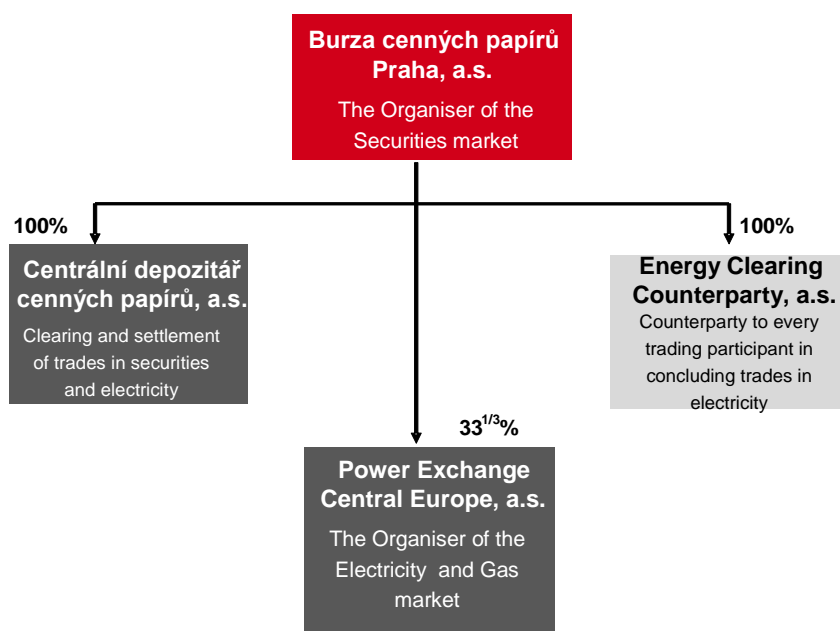 Burza cenných papírů
Praha, a.s.
The Organiser of the
Securities market
100%
Centrální depozitář
cenných papírů, a.s.
Clearing and settlement
of trades in securities
and electricity
100%
Energy Clearing
Counterparty, a.s.
Counterparty to every
trading participant in
concluding trades in
electricity
33^1/3%
Power Exchange
Central Europe, a.s.
The Organiser of the
Electricity and Gas
market